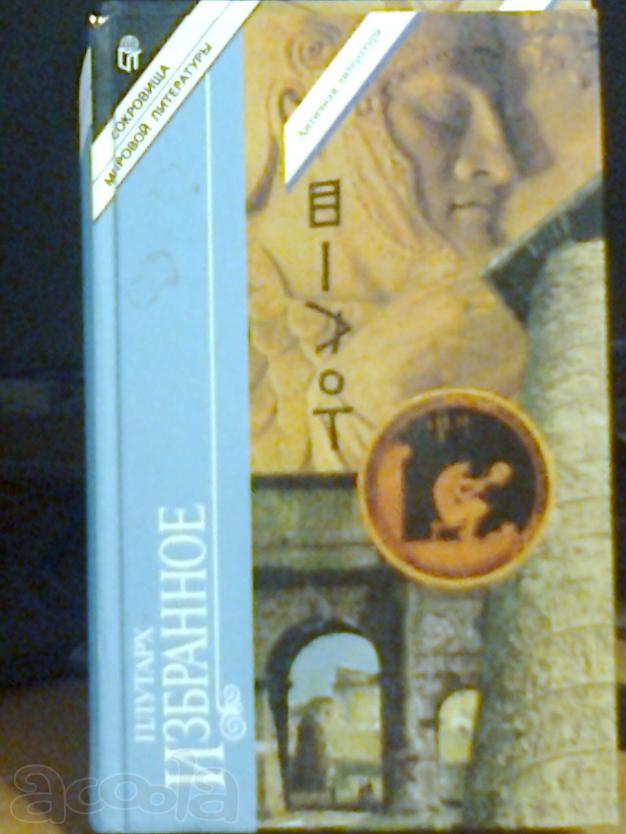 СОКРОВИЩА
МИРОВОЙ ЛИТЕРАТУРЫ
Античная литература
ПЛУТАРХ
ИЗБРАННОЕ
acoola